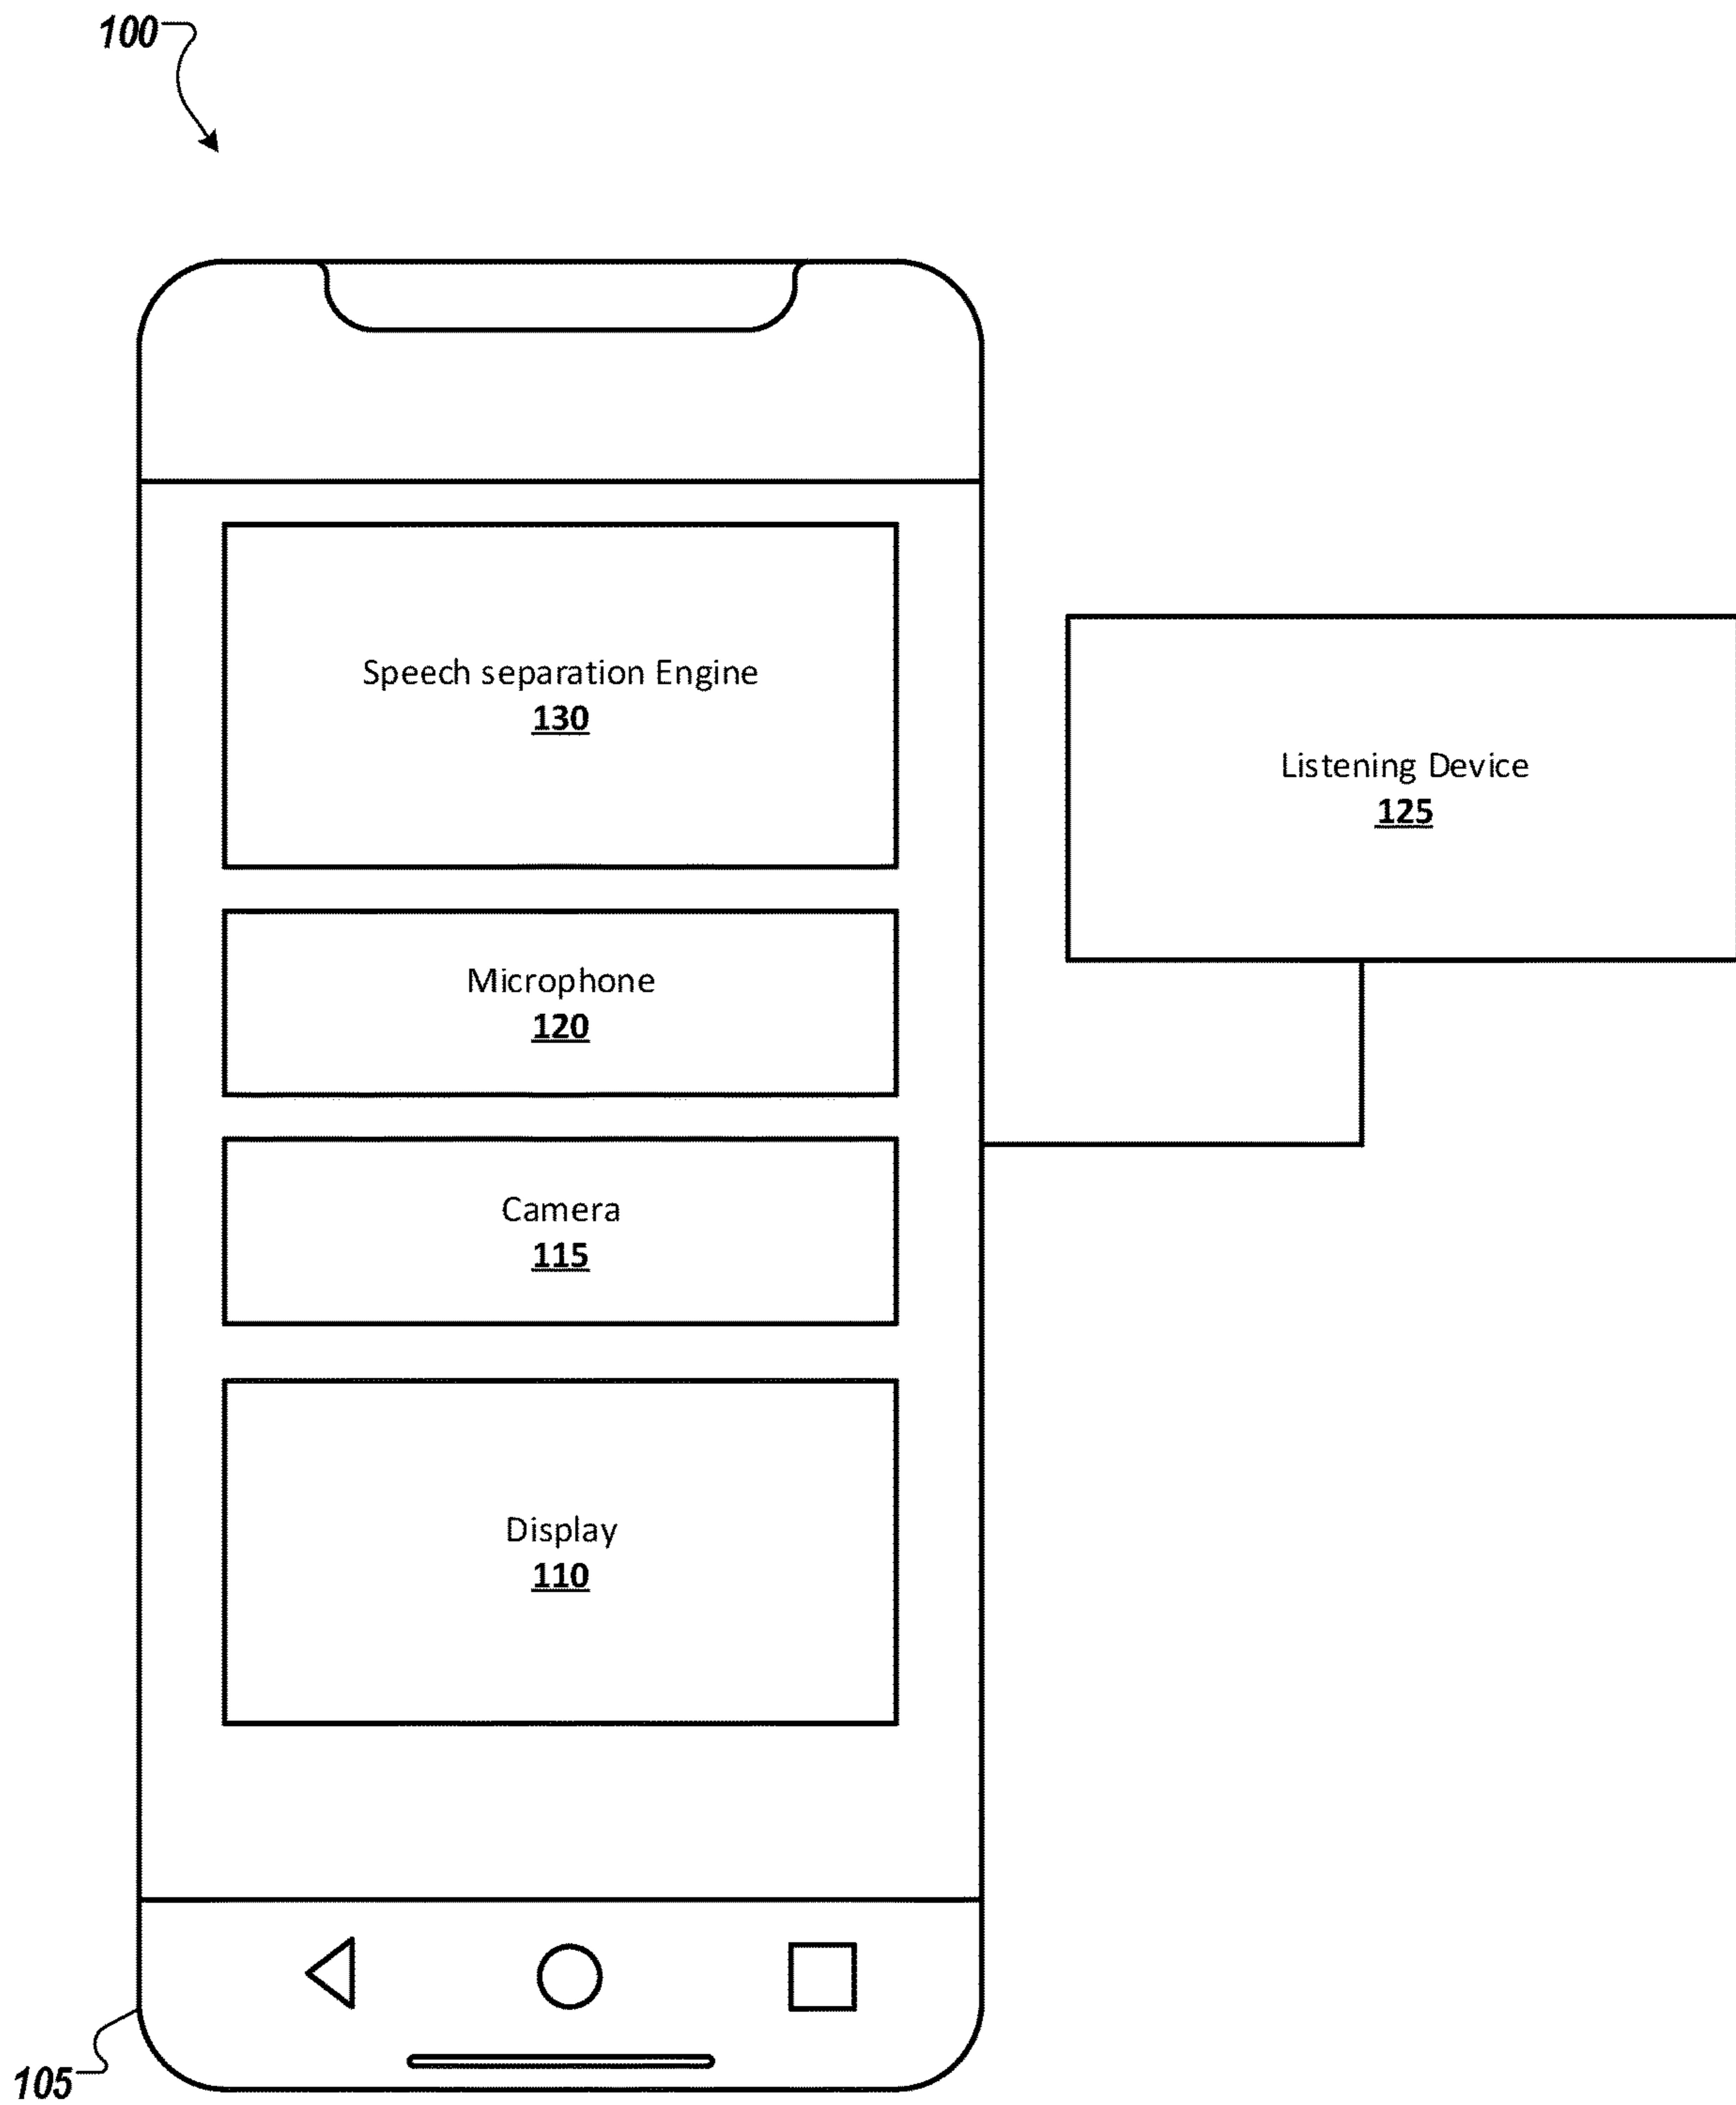 100
Speech separation Engine
130
Listening Device
125
Microphone
120
Camera
115
Display
110
105